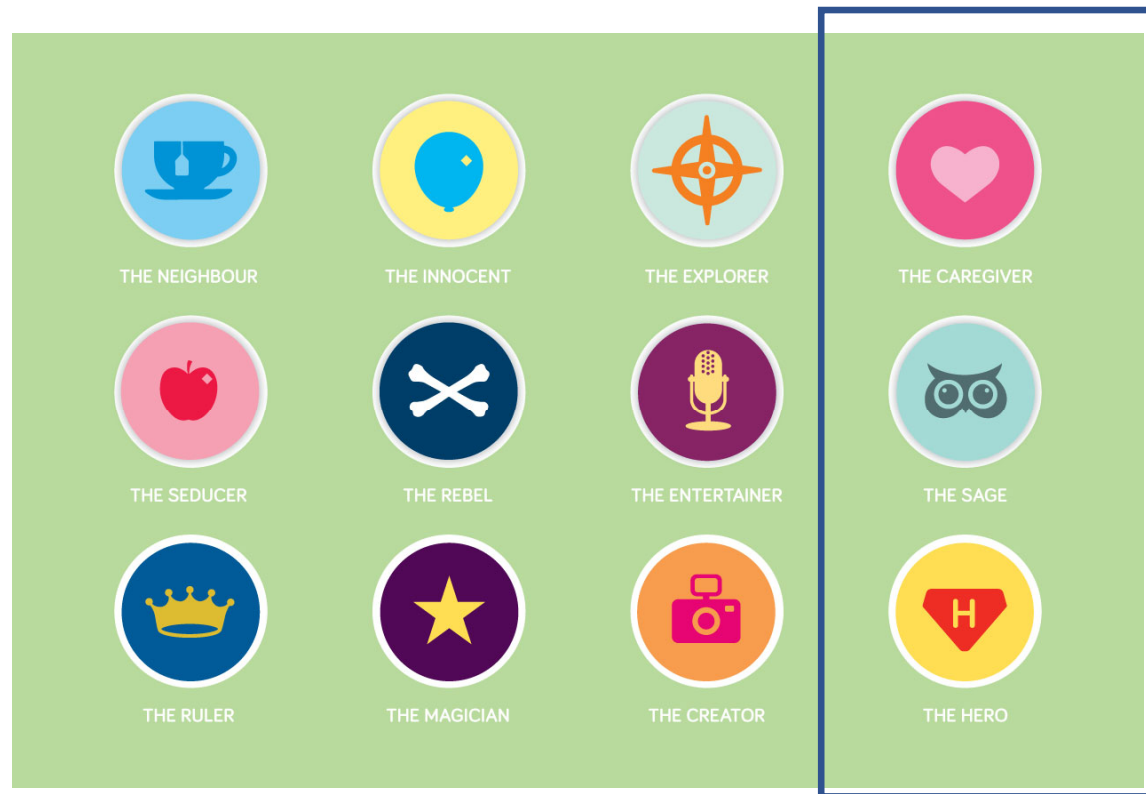 THE NEIGHBOUR
THE INNOCENT
THE EXPLORER
THE CAREGIVER
THE SEDUCER
THE REBEL
THE ENTERTAINER
THE SAGE
H
THE RULER
THE MAGICIAN
THE CREATOR
THE HERO